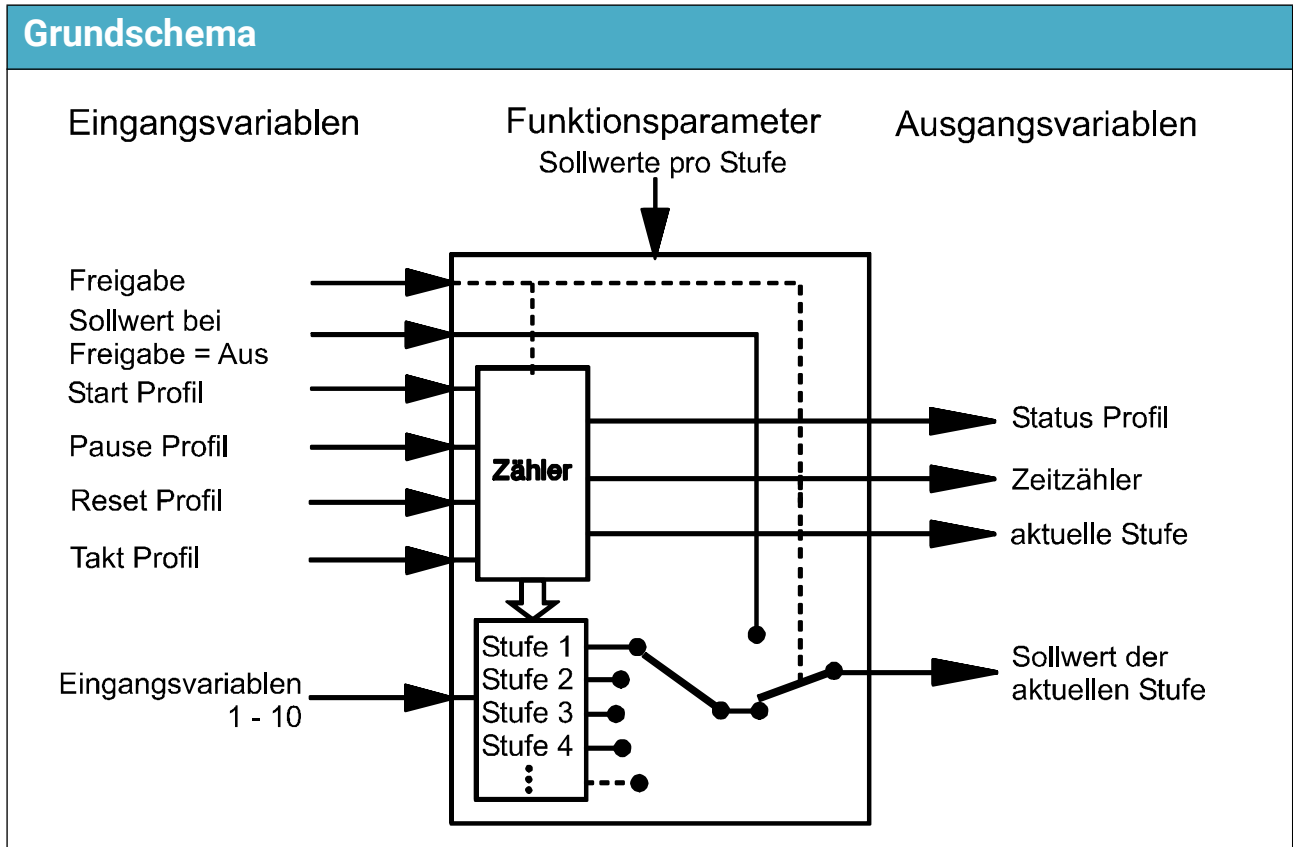 Grundschema
Eingangsvariablen
Funktionsparameter
Ausgangsvariablen
Sollwerte pro Stufe
Freigabe
Sollwert bei
Freigabe = Aus
Start Profil
Pause Profil
Reset Profil
Takt Profil
Zähler
Status Profil
Zeitzähler
aktuelle Stufe
Eingangsvariablen
1 - 10
Stufe 1
Stufe 2
Stufe 3
Stufe 4
Sollwert der
aktuellen Stufe